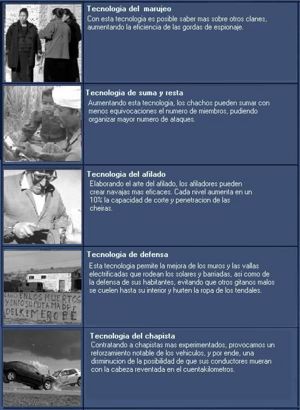 Tecnologia del marujeo
Con esta tecnologia es posible saber mas sobre otros clanes,
aumentando la eficiencia de las gordas de espionaje.
Tecnologia de suma y resta
Aumentando esta tecnologia, los chachos pueden sumar con
menos equivocaciones el numero de miembros, pudiendo
organizar mayor numero de ataques.
Tecnologia del afilado
Elaborando el arte del afilado, los afiladores pueden
crear navajas mas eficaces. Cada nivel aumenta en un
10% la capacidad de corte y penetracion de las
cheiras.
Tecnologia de defensa
Esta tecnologia permite la mejora de los muros y las vallas
electrificadas que rodean los solares y barriadas, asi como de
la defensa de sus habitantes, evitando que otros gitanos malos
se cuelen hasta su interior y hurten la ropa de los tendales.
Tecnologia del chapista
Contratando a chapistas mas experimentados, provocamos un
reforzamiento notable de los vehiculos, y por ende, una
disminucion de la posibilidad de que sus conductores mueran
con la cabeza reventada en el cuentakilometros.